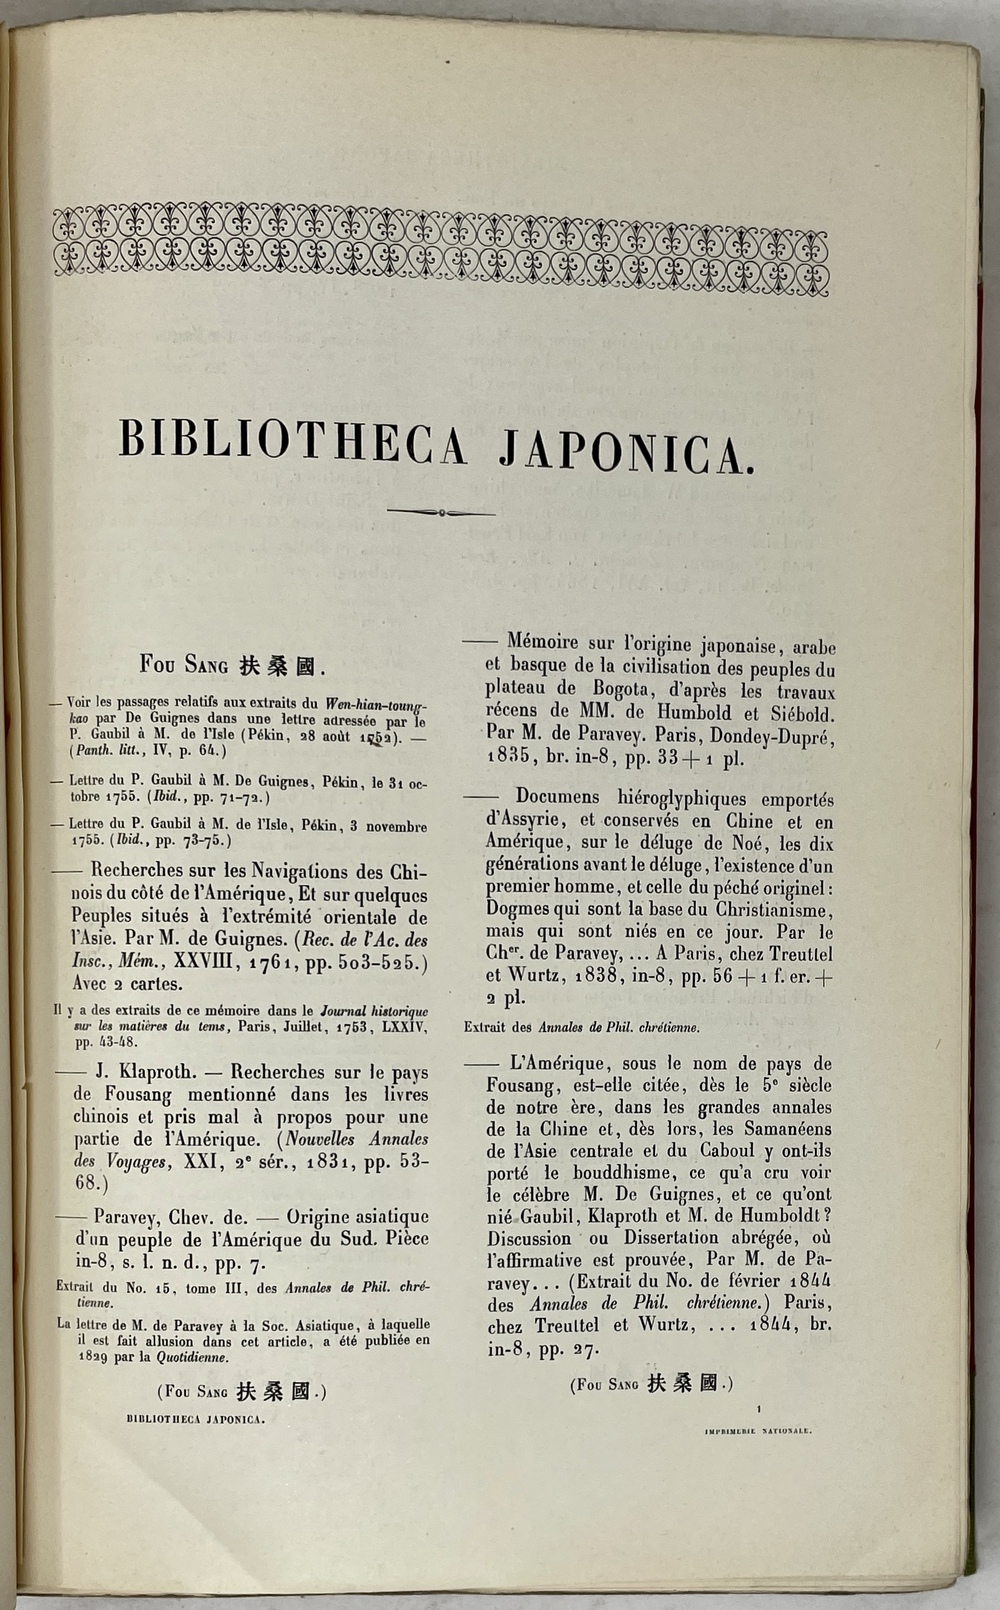 BIBLIOTHECA JAPONICA.
Fou Sang 扶桑國.
— Voir les passages relatifs aux extraits du Wen-hian-toung-
kao par De Guignes dans une lettre adressée par le
P. Gaubil à M. de l'Isle (Pékin, 28 août 1752). —
(Panth. litt., IV, p. 64.)
— Lettre du P. Gaubil à M. De Guignes, Pékin, le 31 oc-
tobre 1755. (Ibid., pp. 71-72.)
— Lettre du P. Gaubil à M. de l'Isle, Pékin, 3 novembre
1755. (Ibid., pp. 73-75.)
—— Recherches sur les Navigations des Chi-
nois du côté de l'Amérique, Et sur quelques
Peuples situés à l'extrémité orientale de
l'Asie. Par M. de Guignes. (Rec. de l'Ac. des
Insc., Mém., XXVIII, 1761, pp. 503-525.)
Avec 2 cartes.
Il y a des extraits de ce mémoire dans le Journal historique
sur les matières du tems, Paris, Juillet, 1753, LXXIV,
pp. 43-48.
—— J. Klaproth. — Recherches sur le pays
de Fousang mentionné dans les livres
chinois et pris mal à propos pour une
partie de l'Amérique. (Nouvelles Annales
des Voyages, XXI, 2e sér., 1831, pp. 53-
68.)
—— Paravey, Chev. de. — Origine asiatique
d'un peuple de l'Amérique du Sud. Pièce
in-8, s. l. n. d., pp. 7.
Extrait du No. 15, tome III, des Annales de Phil. chré-
tienne.
La lettre de M. de Paravey à la Soc. Asiatique, à laquelle
il est fait allusion dans cet article, a été publiée en
1829 par la Quotidienne.
(Fou Sang 扶桑國.)
BIBLIOTHECA JAPONICA.
—— Mémoire sur l'origine japonaise, arabe
et basque de la civilisation des peuples du
plateau de Bogota, d'après les travaux
récens de MM. de Humbold et Siébold.
Par M. de Paravey. Paris, Dondey-Dupré,
1835, br. in-8, pp. 33 + 1 pl.
—— Documens hiéroglyphiques emportés
d'Assyrie, et conservés en Chine et en
Amérique, sur le déluge de Noé, les dix
générations avant le déluge, l'existence d'un
premier homme, et celle du péché originel :
Dogmes qui sont la base du Christianisme,
mais qui sont niés en ce jour. Par le
Cher. de Paravey, ... A Paris, chez Treuttel
et Wurtz, 1838, in-8, pp. 56 + 1 f. er. +
2 pl.
Extrait des Annales de Phil. chrétienne.
—— L'Amérique, sous le nom de pays de
Fousang, est-elle citée, dès le 5e siècle
de notre ère, dans les grandes annales
de la Chine et, dès lors, les Samanéens
de l'Asie centrale et du Caboul y ont-ils
porté le bouddhisme, ce qu'a cru voir
le célèbre M. De Guignes, et ce qu'ont
nié Gaubil, Klaproth et M. de Humboldt ?
Discussion ou Dissertation abrégée, où
l'affirmative est prouvée, Par M. de Pa-
ravey... (Extrait du No. de février 1844
des Annales de Phil. chrétienne.) Paris,
chez Treuttel et Wurtz, ... 1844, br.
in-8, pp. 27.
(Fou Sang 扶桑國.)
1
IMPRIMERIE NATIONALE.